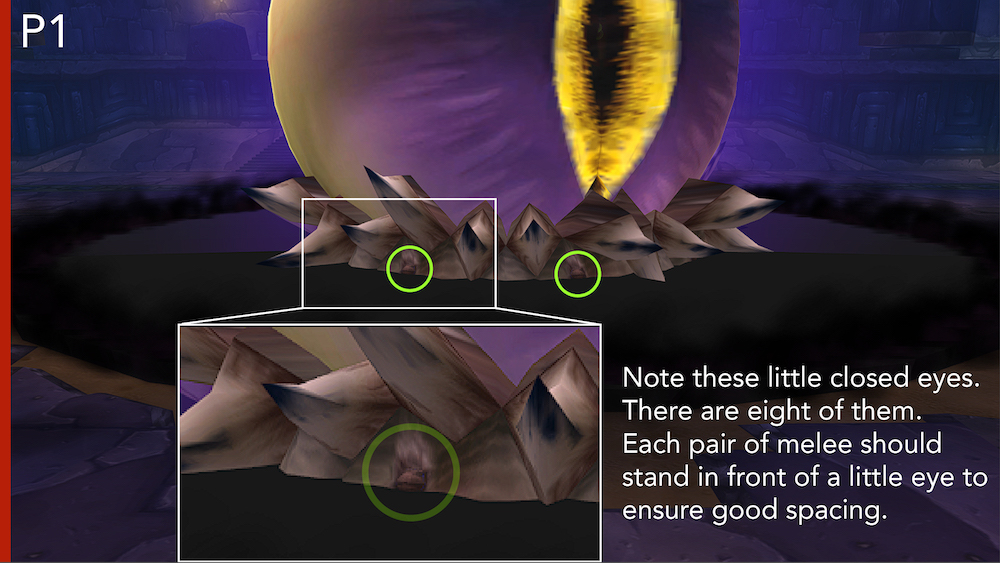 P1
Note these little closed eyes.
There are eight of them.
Each pair of melee should
stand in front of a little eye to
ensure good spacing.